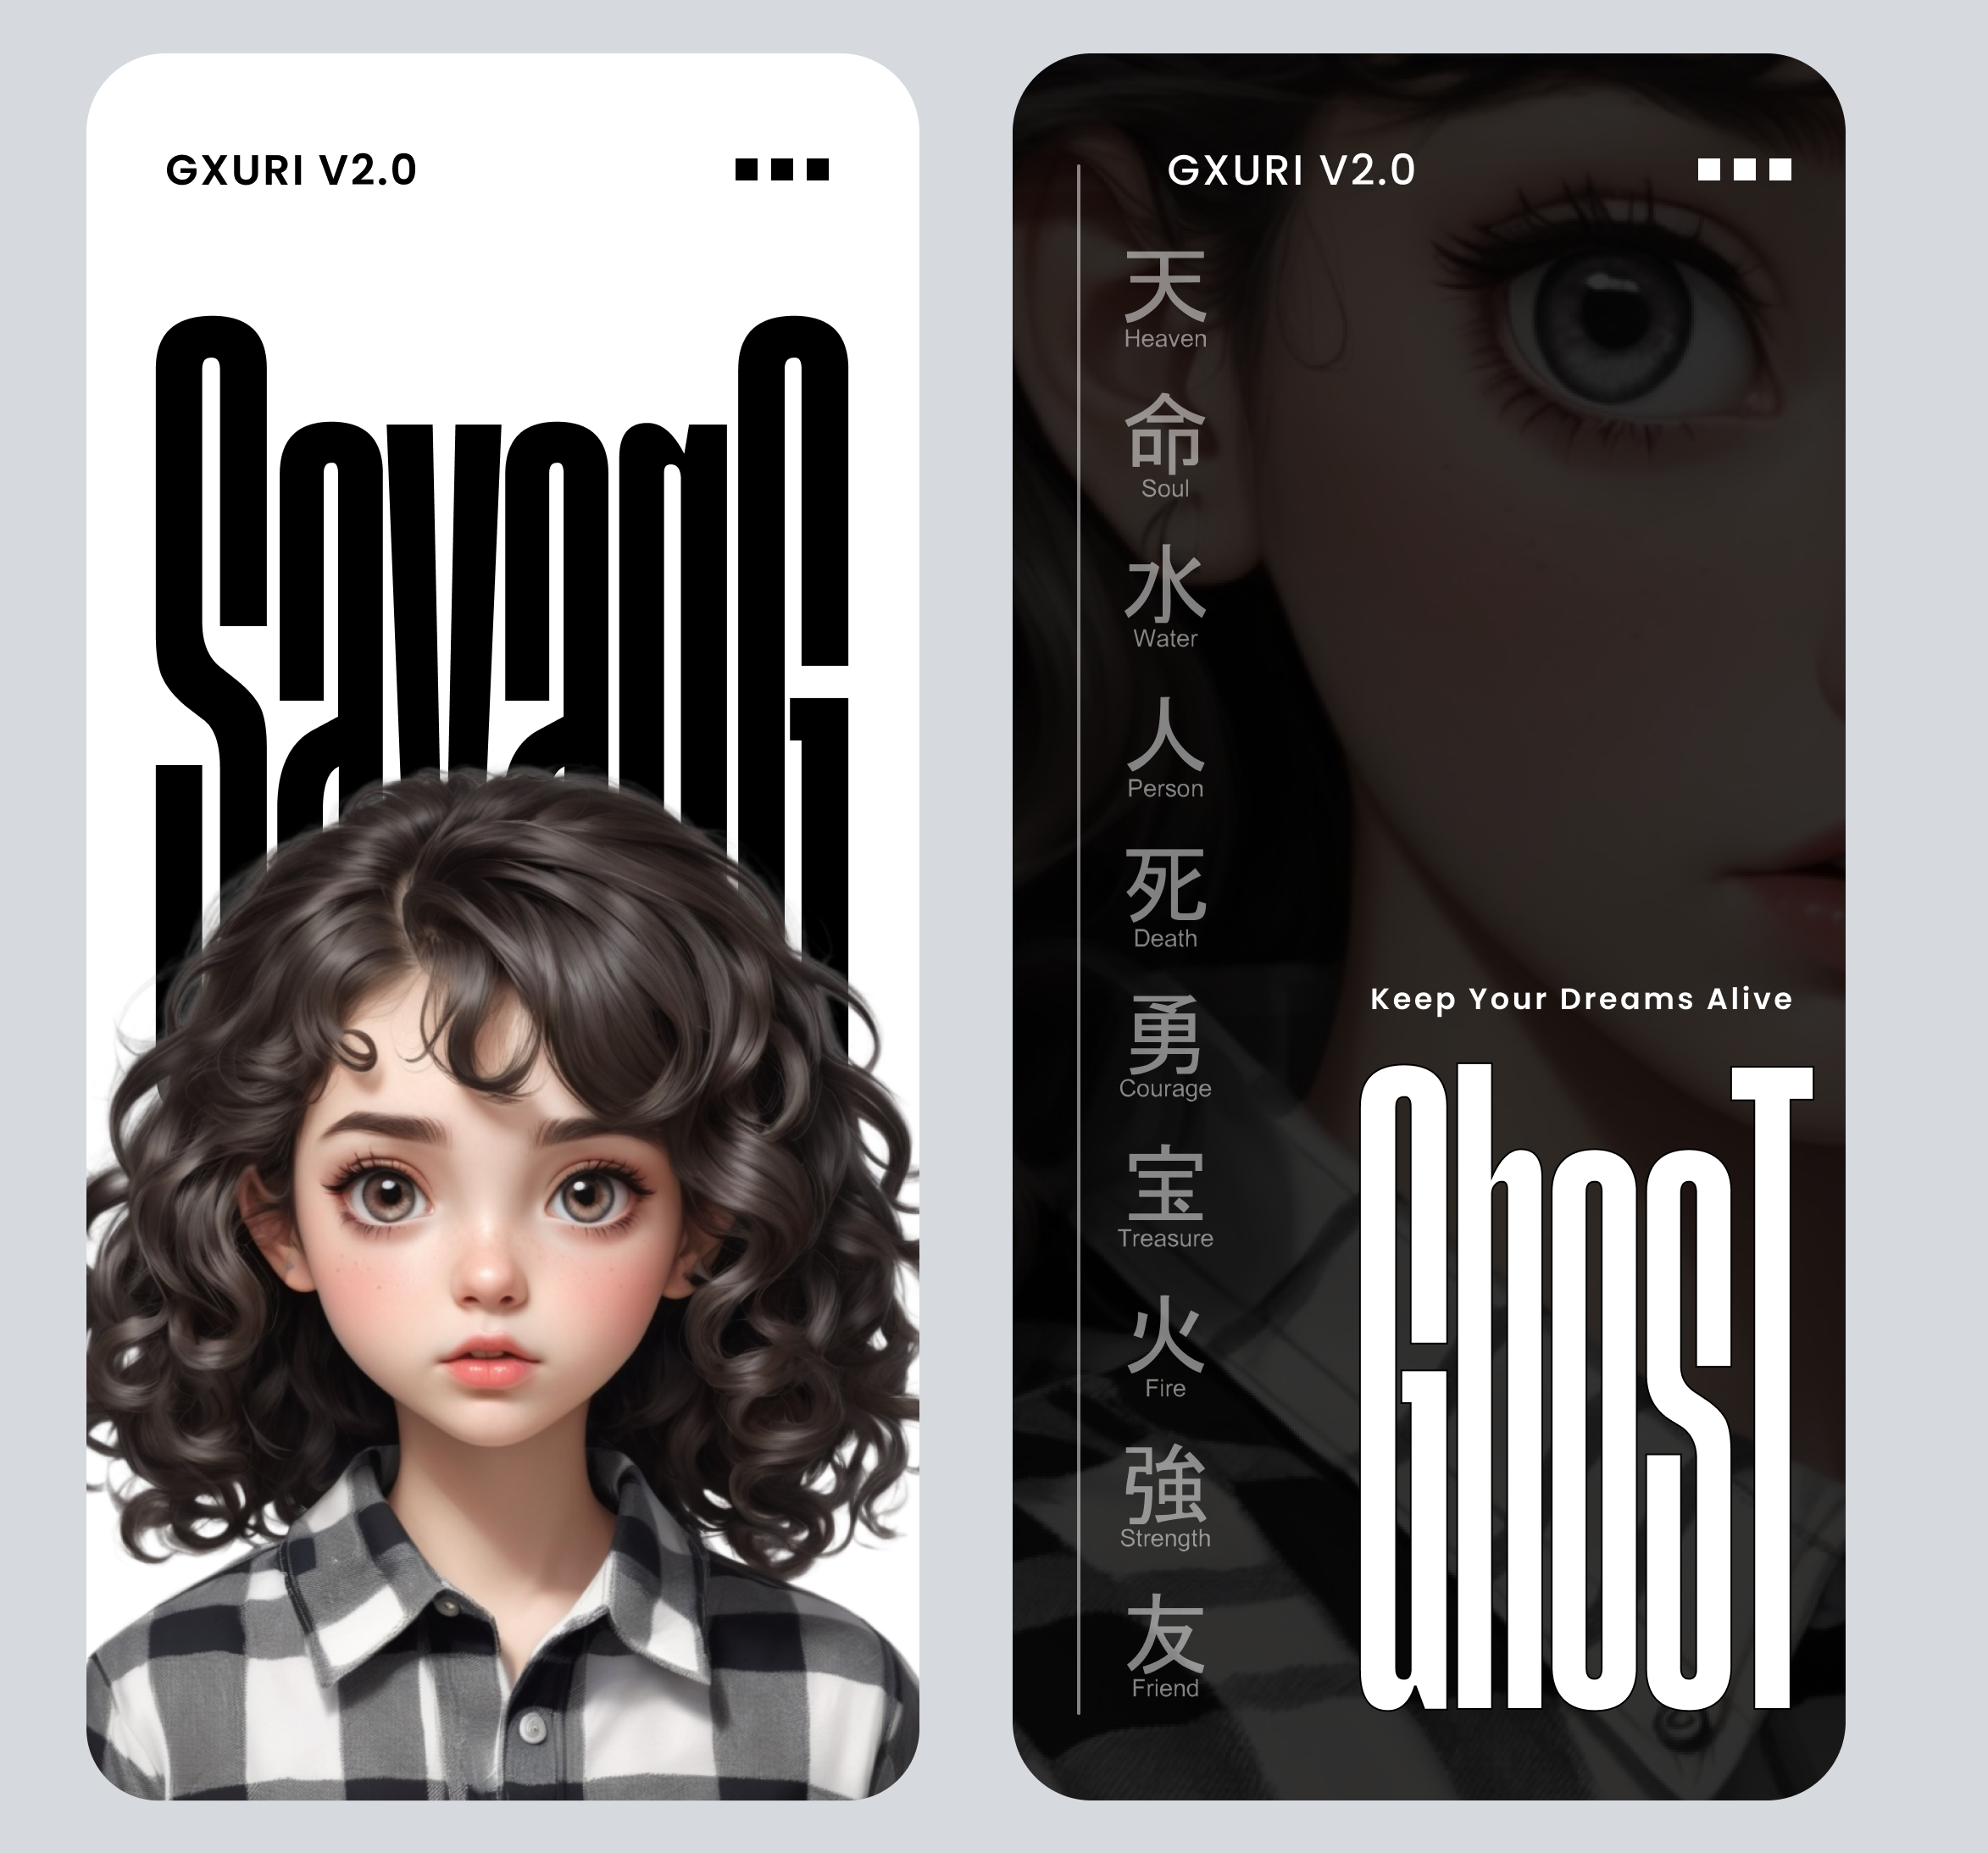 GXURI V2.0
SavagG
GXURI V2.0
天
Heaven
命
Soul
水
Water
人
Person
死
Death
勇
Courage
宝
Treasure
火
Fire
強
Strength
友
Friend
Keep Your Dreams Alive
GhosT